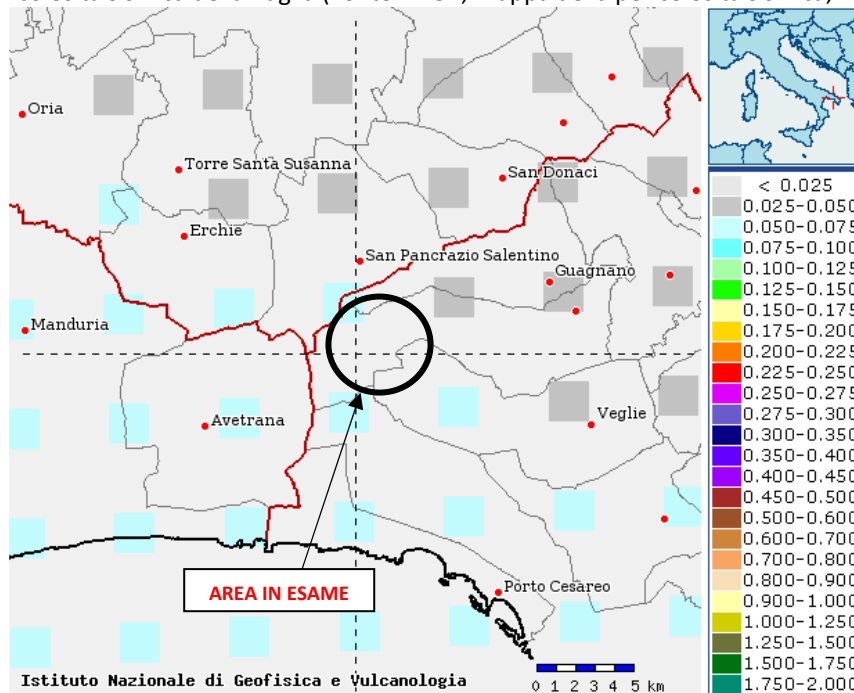 Oria
Torre Santa Susanna
San Donaci
Erchie
San Pancrazio Salentino
Guagnano
Manduria
Avetrana
Veglie
AREA IN ESAME
Porto Cesareo
Istituto Nazionale di Geofisica e Vulcanologia
0 1 2 3 4 5 km
< 0.025
0.025-0.050
0.050-0.075
0.075-0.100
0.100-0.125
0.125-0.150
0.150-0.175
0.175-0.200
0.200-0.225
0.225-0.250
0.250-0.275
0.275-0.300
0.300-0.350
0.350-0.400
0.400-0.450
0.450-0.500
0.500-0.600
0.600-0.700
0.700-0.800
0.800-0.900
0.900-1.000
1.000-1.250
1.250-1.500
1.500-1.750
1.750-2.000